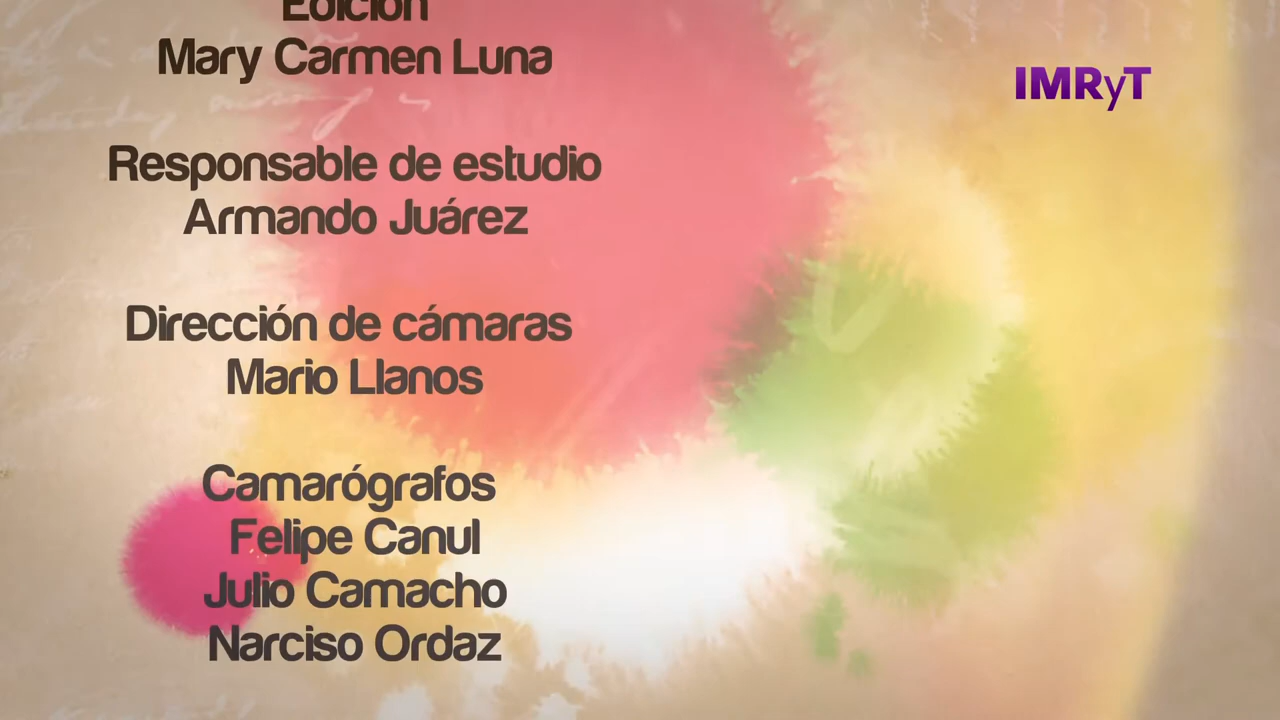 Edición
Mary Carmen Luna
IMRyT
Responsable de estudio
Armando Juárez
Dirección de cámaras
Mario Llanos
Camarógrafos
Felipe Canul
Julio Camacho
Narciso Ordaz